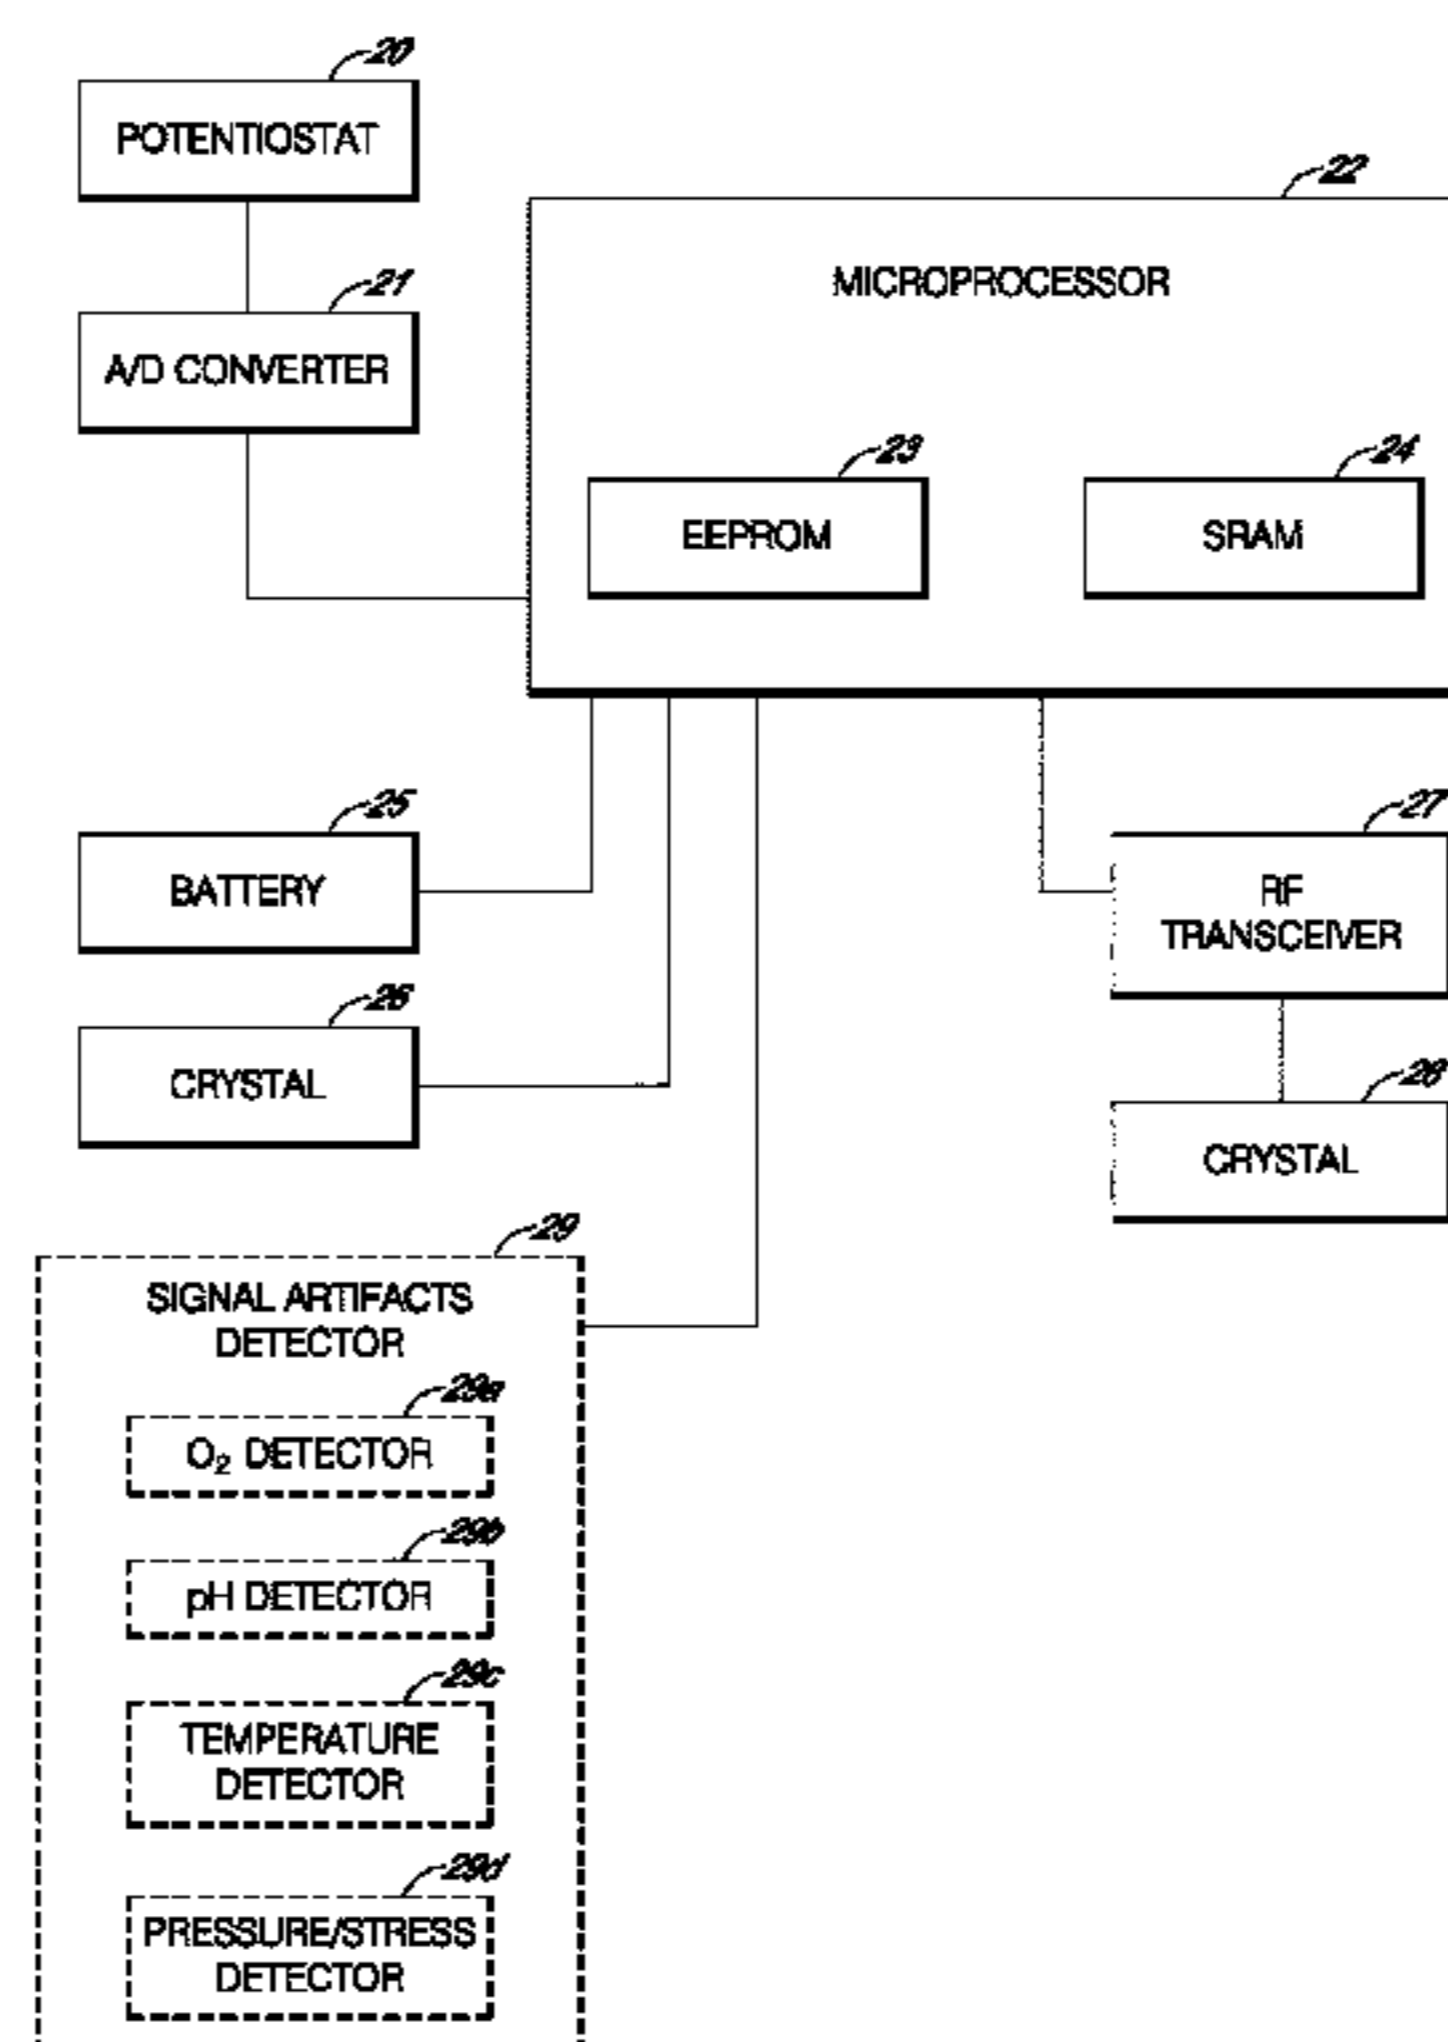 20
POTENTIOSTAT
22
MICROPROCESSOR
21
A/D CONVERTER
23
EEPROM
24
SRAM
25
BATTERY
27
RF
TRANSCEIVER
26
CRYSTAL
28
CRYSTAL
29
SIGNAL ARTIFACTS
DETECTOR
29a
O₂ DETECTOR
29b
pH DETECTOR
29c
TEMPERATURE
DETECTOR
29d
PRESSURE/STRESS
DETECTOR